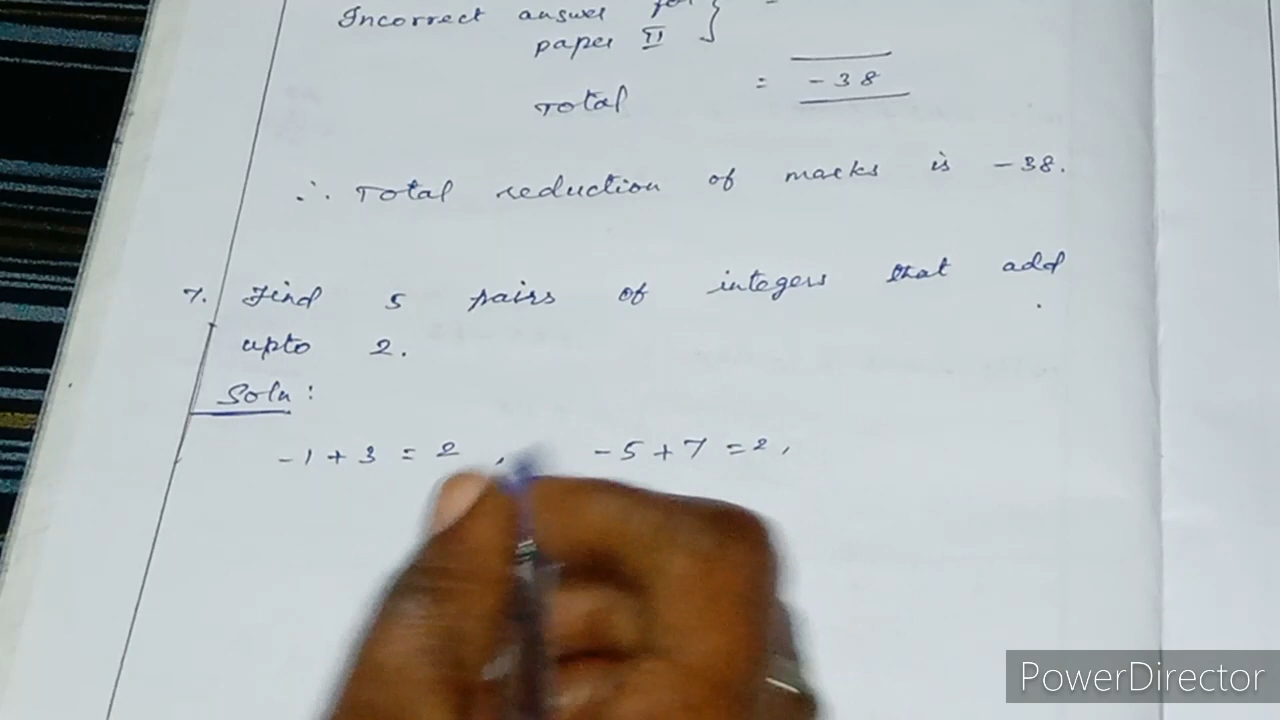 Incorrect answer for
paper II }
Total = -38
∴ Total reduction of marks is -38.
7. Find 5 pairs of integers that add
upto 2.
Soln:
-1+3 = 2, -5+7=2,
PowerDirector